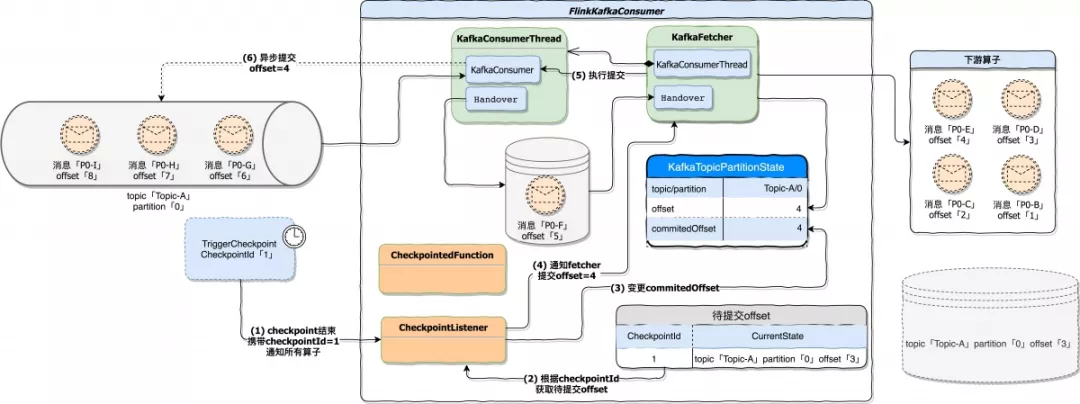 FlinkKafkaConsumer
KafkaConsumerThread
KafkaConsumer
Handover
KafkaFetcher
KafkaConsumerThread
Handover
(6) 异步提交
offset=4
(5) 执行提交
下游算子
消息「P0-E」
offset「4」
消息「P0-D」
offset「3」
消息「P0-C」
offset「2」
消息「P0-B」
offset「1」
消息「P0-I」
offset「8」
消息「P0-H」
offset「7」
消息「P0-G」
offset「6」
topic「Topic-A」
partition「0」
消息「P0-F」
offset「5」
KafkaTopicPartitionState
topic/partition Topic-A/0
offset 4
commitedOffset 4
TriggerCheckpoint
CheckpointId「1」
CheckpointedFunction
(4) 通知fetcher
提交offset=4
(3) 变更commitedOffset
(1) checkpoint结束
携带checkpointId=1
通知所有算子
CheckpointListener
待提交offset
CheckpointId CurrentState
1 topic「Topic-A」partition「0」offset「3」
(2) 根据checkpointId
获取待提交offset
topic「Topic-A」partition「0」offset「3」